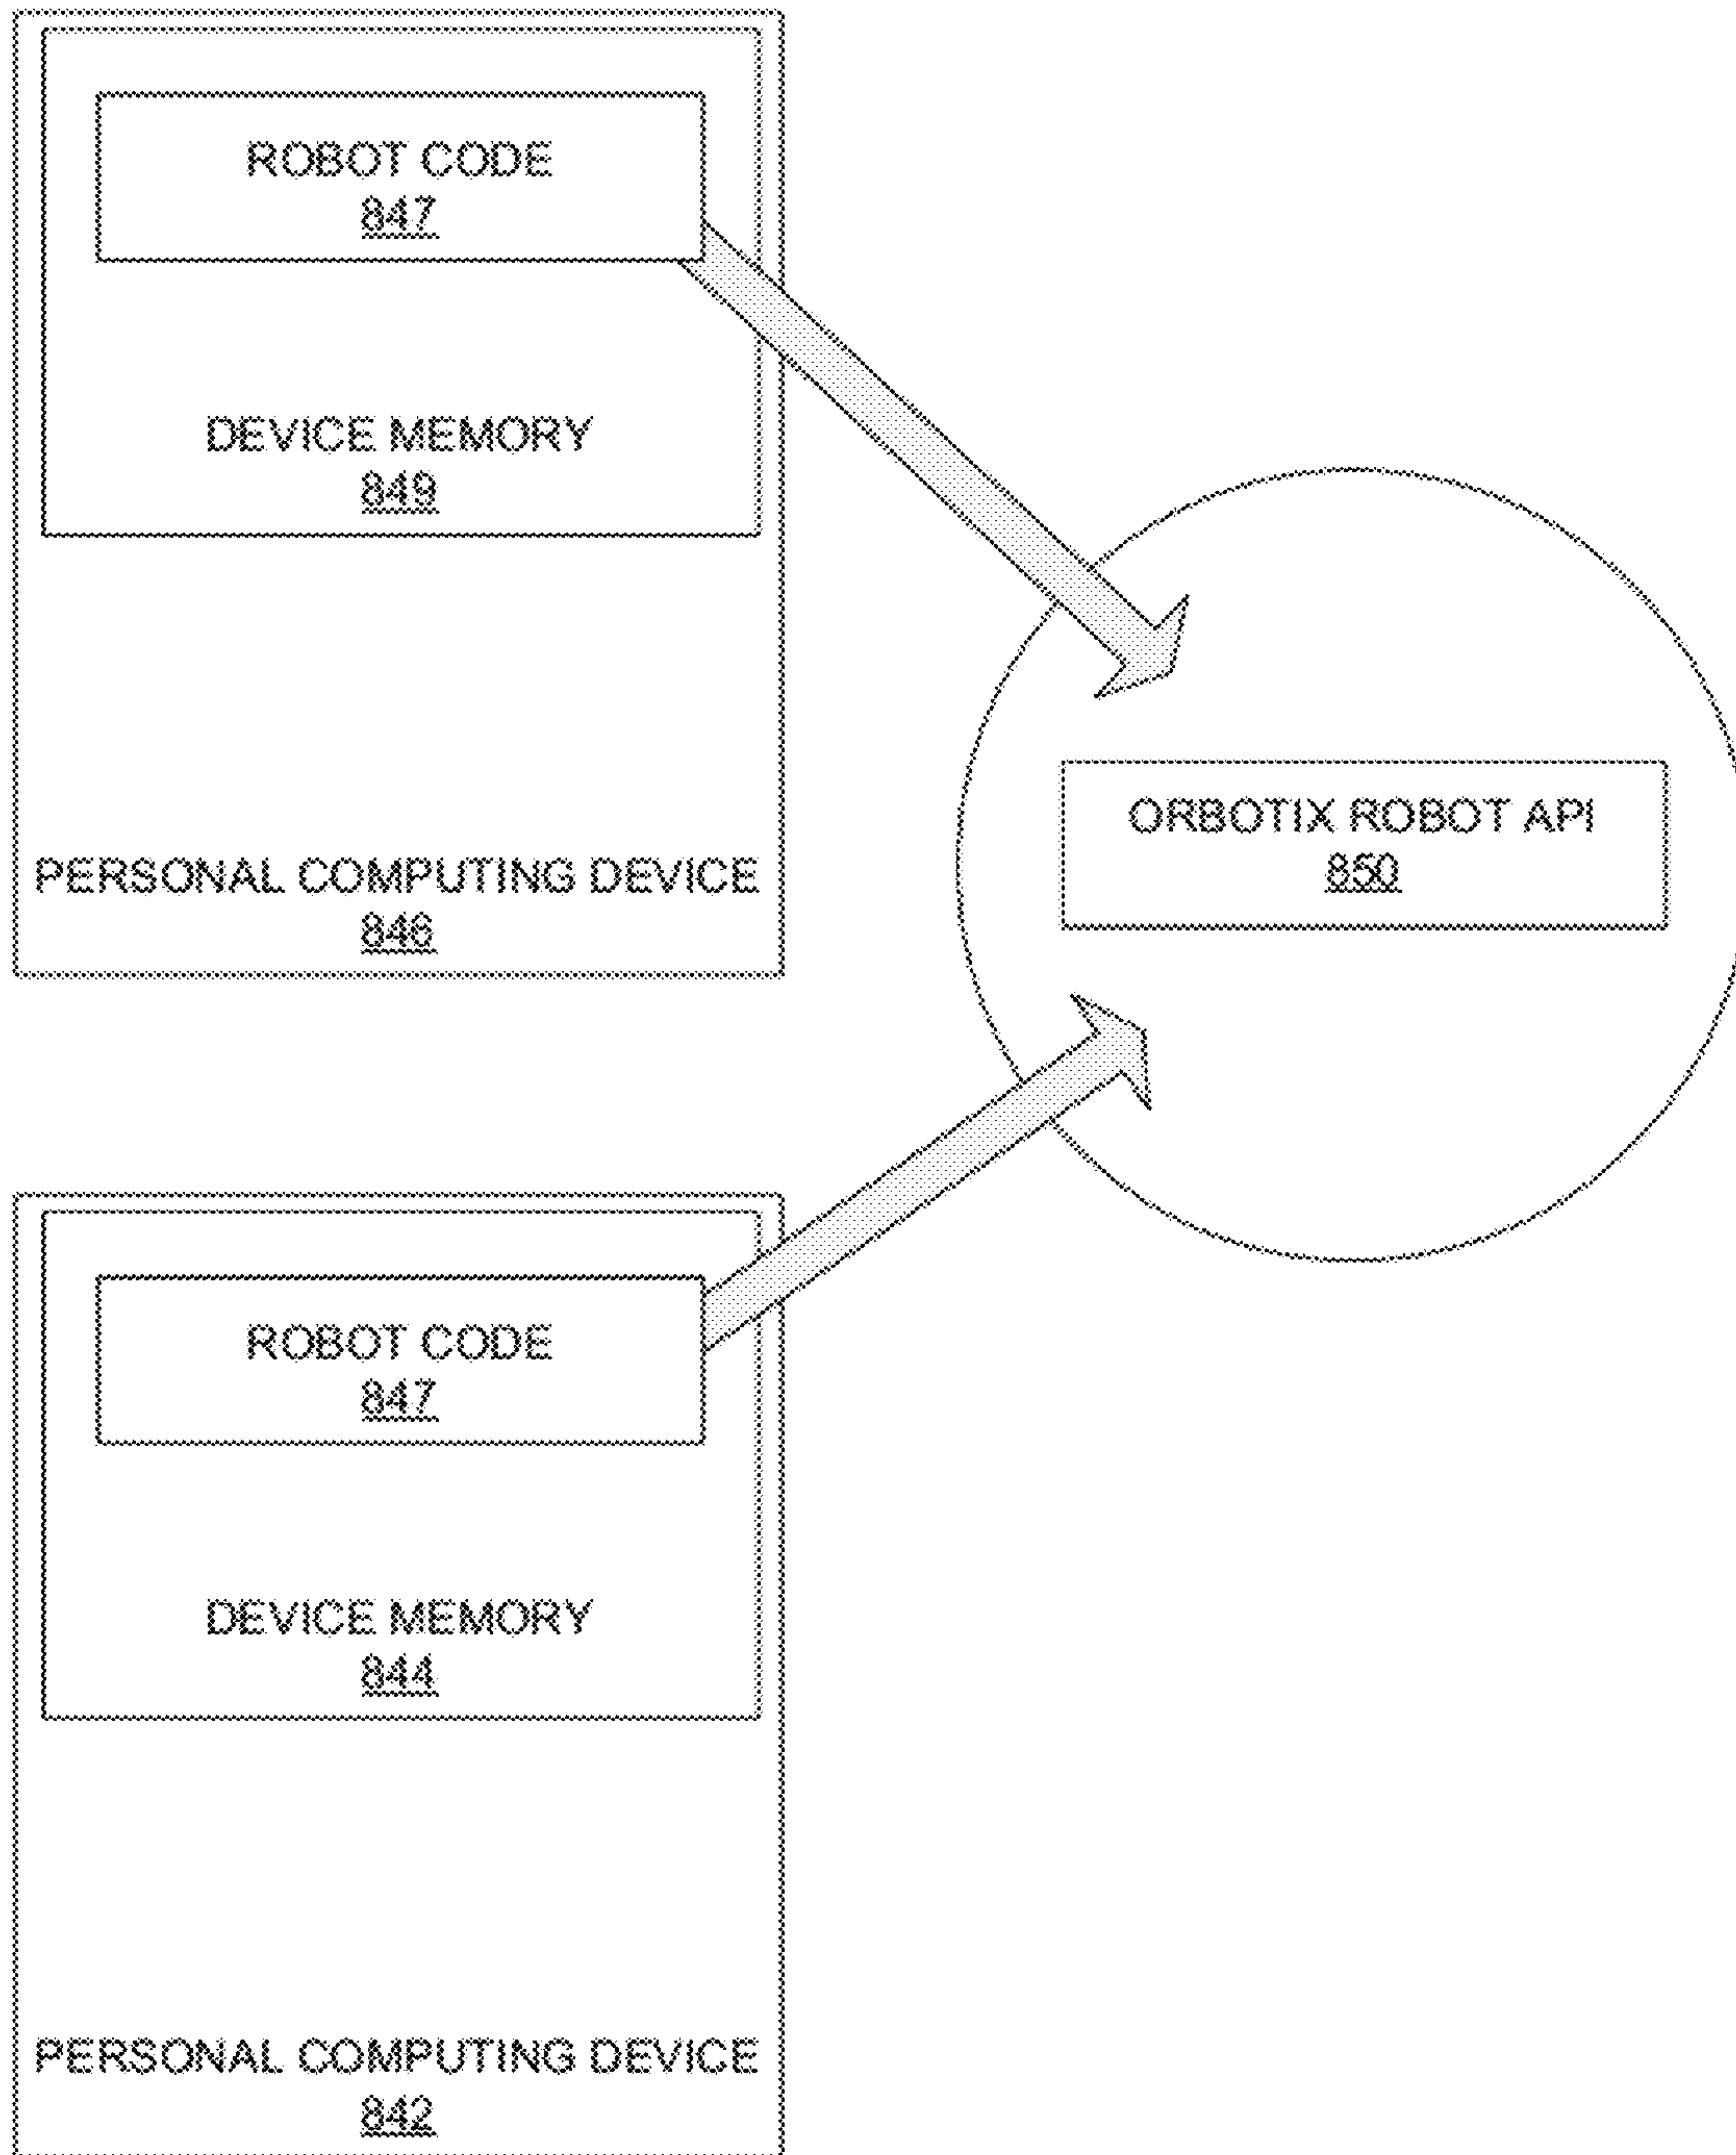 ROBOT CODE
847
DEVICE MEMORY
849
PERSONAL COMPUTING DEVICE
846
ORBOTIX ROBOT API
850
ROBOT CODE
847
DEVICE MEMORY
844
PERSONAL COMPUTING DEVICE
842